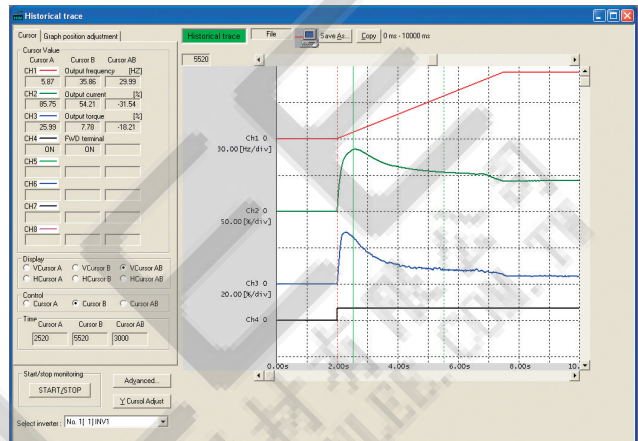 Historical trace
Cursor Graph position adjustment
Cursor Value
Cursor A Cursor B Cursor AB
CH1 Output frequency [HZ]
5.87 35.86 29.99
CH2 Output current [%]
85.75 54.21 -31.54
CH3 Output torque [%]
25.99 7.78 -18.21
CH4 FWD terminal
ON ON
CH5
CH6
CH7
CH8
Display
VCursor A VCursor B VCursor AB
HCursor A HCursor B HCursor AB
Control
Cursor A Cursor B Cursor AB
Time
Cursor A Cursor B Cursor AB
2520 5520 3000
Start/stop monitoring
START/STOP
Advanced...
Y Cursol Adjust
Select inverter : No. 1[ 1]INV1
Historical trace File Save As... Copy 0 ms - 10000 ms
5520
Ch1 0
30.00[Hz/div]
Ch2 0
50.00[%/div]
Ch3 0
20.00[%/div]
Ch4 0
0.00s 2.00s 4.00s 6.00s 8.00s 10.